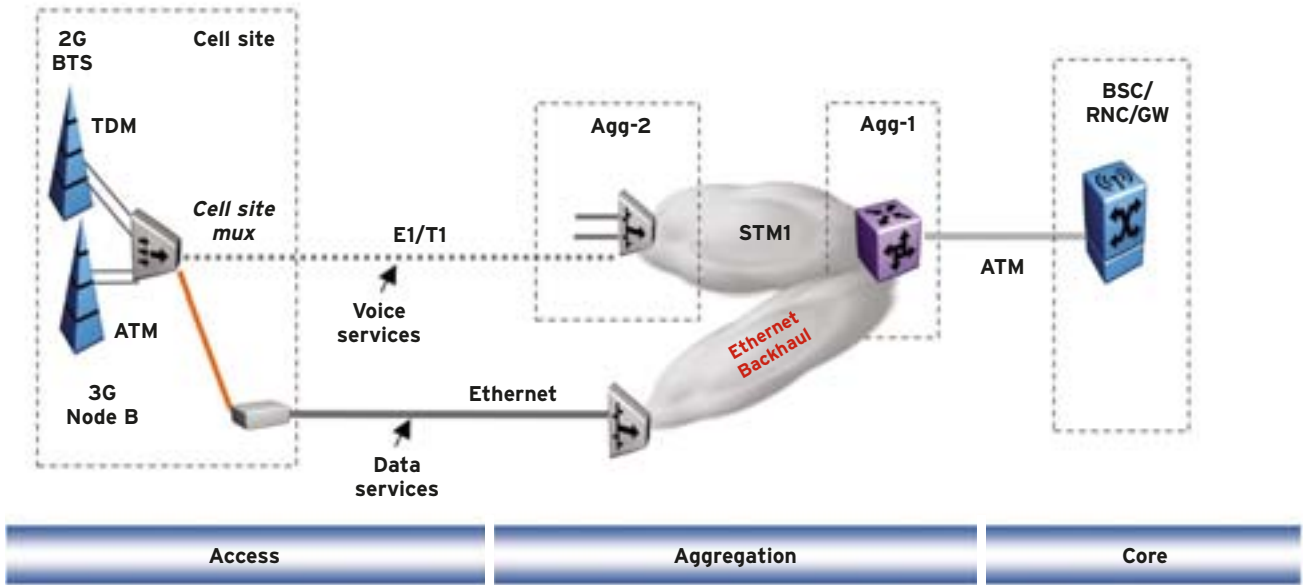 2G
BTS
Cell site
TDM
Cell site
mux
ATM
3G
Node B
E1/T1
Voice
services
Ethernet
Data
services
Agg-2
STM1
Agg-1
Ethernet
Backhaul
ATM
BSC/
RNC/GW
Access
Aggregation
Core